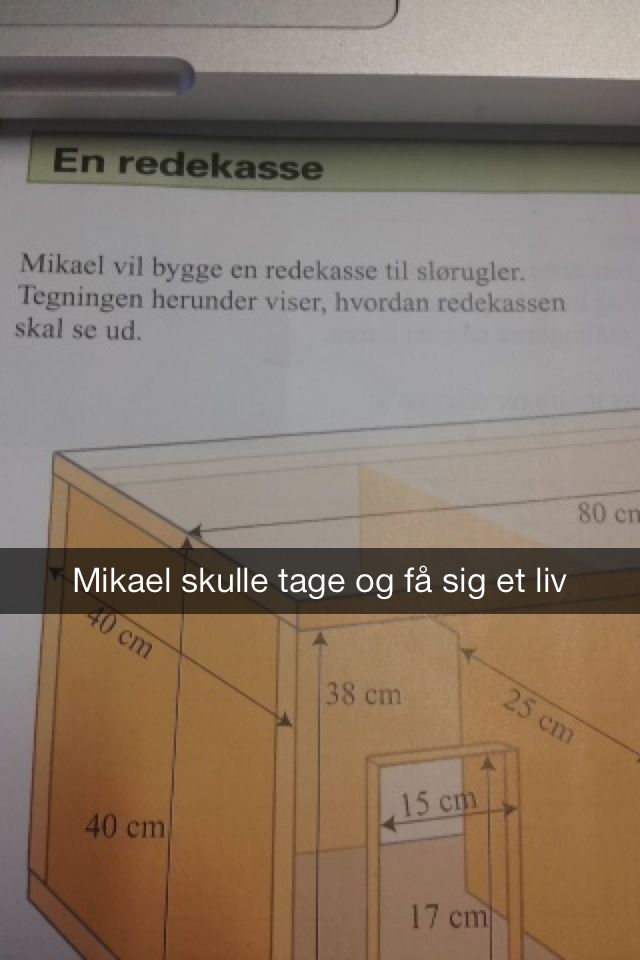 En redekasse
Mikael vil bygge en redekasse til slørugler.
Tegningen herunder viser, hvordan redekassen
skal se ud.
80 cm
Mikael skulle tage og få sig et liv
40 cm
38 cm
25 cm
15 cm
40 cm
17 cm